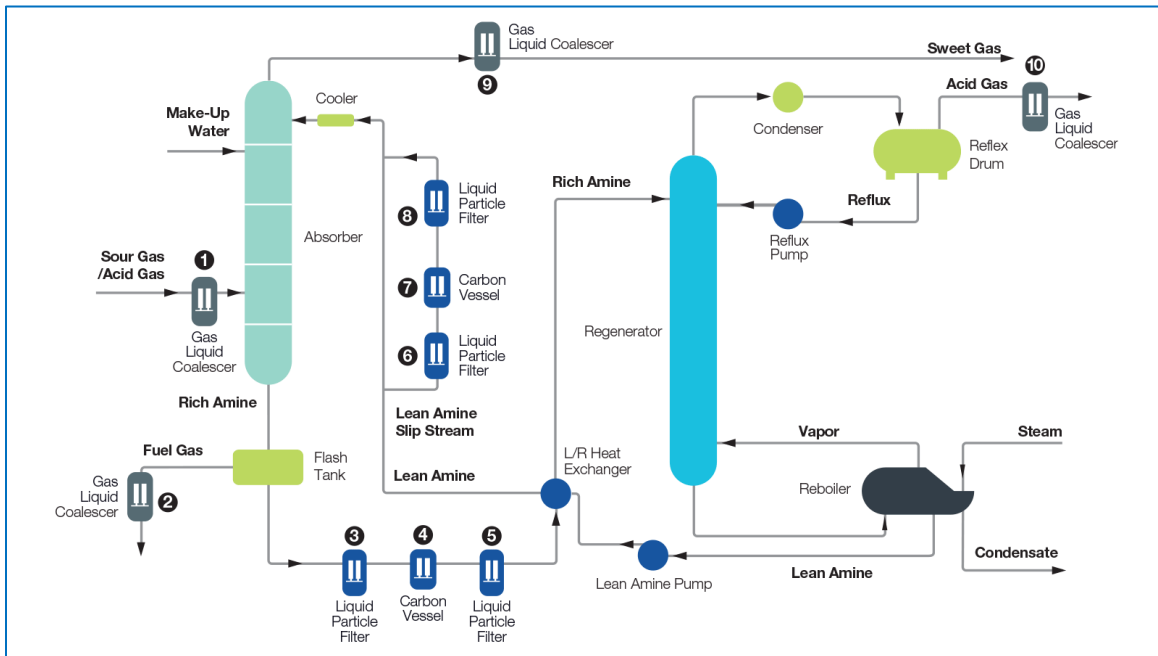 Gas
Liquid Coalescer
9
Sweet Gas
10
Acid Gas
Gas
Liquid
Coalescer
Make-Up
Water
Cooler
Condenser
Reflex
Drum
Rich Amine
Reflux
Reflux
Pump
8
Liquid
Particle
Filter
Absorber
Sour Gas
/Acid Gas
1
Gas
Liquid
Coalescer
7
Carbon
Vessel
6
Liquid
Particle
Filter
Regenerator
Rich Amine
Lean Amine
Slip Stream
Vapor
Steam
Fuel Gas
Flash
Tank
Lean Amine
L/R Heat
Exchanger
Reboiler
Gas
Liquid
Coalescer
2
3
4
5
Liquid
Particle
Filter
Carbon
Vessel
Liquid
Particle
Filter
Lean Amine Pump
Lean Amine
Condensate